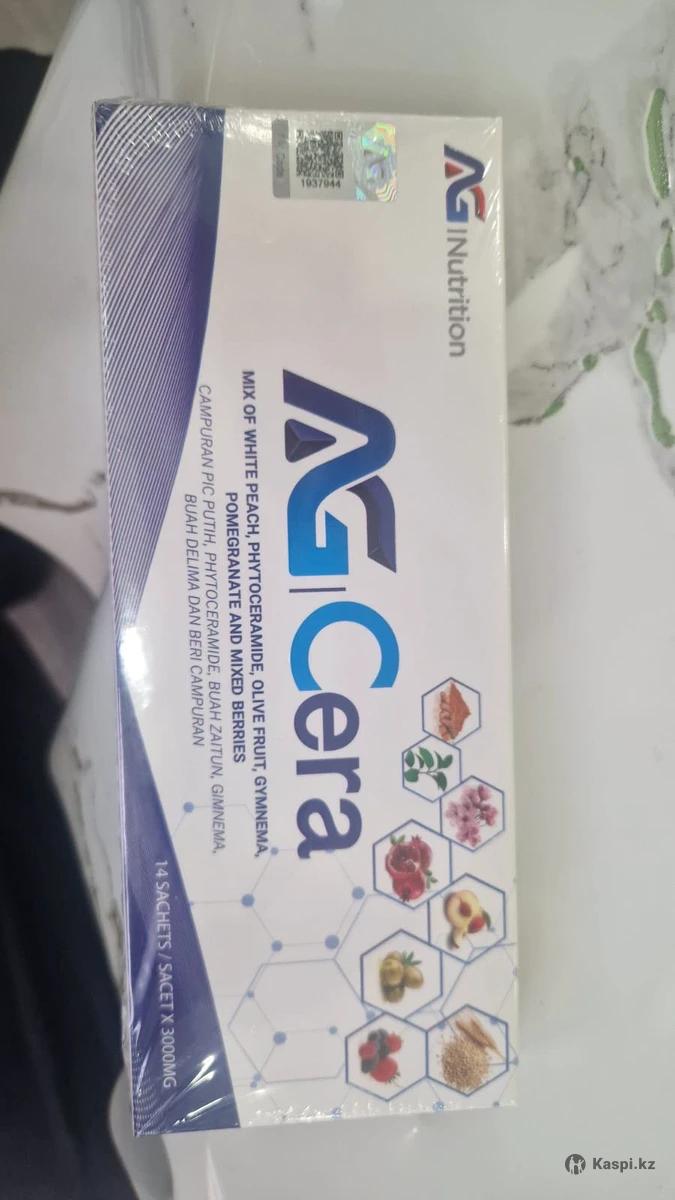 Code
1937944
AG|Nutrition
AG|Cera
MIX OF WHITE PEACH, PHYTOCERAMIDE, OLIVE FRUIT, GYMNEMA,
POMEGRANATE AND MIXED BERRIES
CAMPURAN PIC PUTIH, PHYTOCERAMIDE, BUAH ZAITUN, GIMNEMA,
BUAH DELIMA DAN BERI CAMPURAN
14 SACHETS / SACET X 3000MG
Kaspi.kz